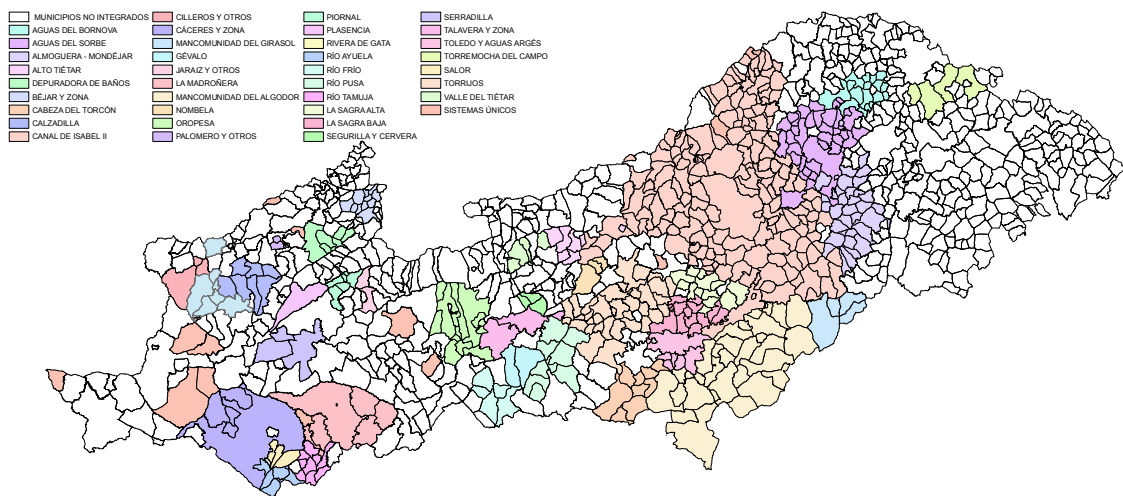 MUNICIPIOS NO INTEGRADOS
AGUAS DEL BORNOVA
AGUAS DEL SORBE
ALMOGUERA - MONDÉJAR
ALTO TIÉTAR
DEPURADORA DE BAÑOS
BÉJAR Y ZONA
CABEZA DEL TORCÓN
CALZADILLA
CANAL DE ISABEL II
CILLEROS Y OTROS
CÁCERES Y ZONA
MANCOMUNIDAD DEL GIRASOL
GÉVALO
JARAIZ Y OTROS
LA MADROÑERA
MANCOMUNIDAD DEL ALGODOR
NOMBELA
OROPESA
PALOMERO Y OTROS
PIORNAL
PLASENCIA
RIVERA DE GATA
RÍO AYUELA
RÍO FRÍO
RÍO PUSA
RÍO TAMUJA
LA SAGRA ALTA
LA SAGRA BAJA
SEGURILLA Y CERVERA
SERRADILLA
TALAVERA Y ZONA
TOLEDO Y AGUAS ARGÉS
TORREMOCHA DEL CAMPO
SALOR
TORRIJOS
VALLE DEL TIÉTAR
SISTEMAS ÚNICOS